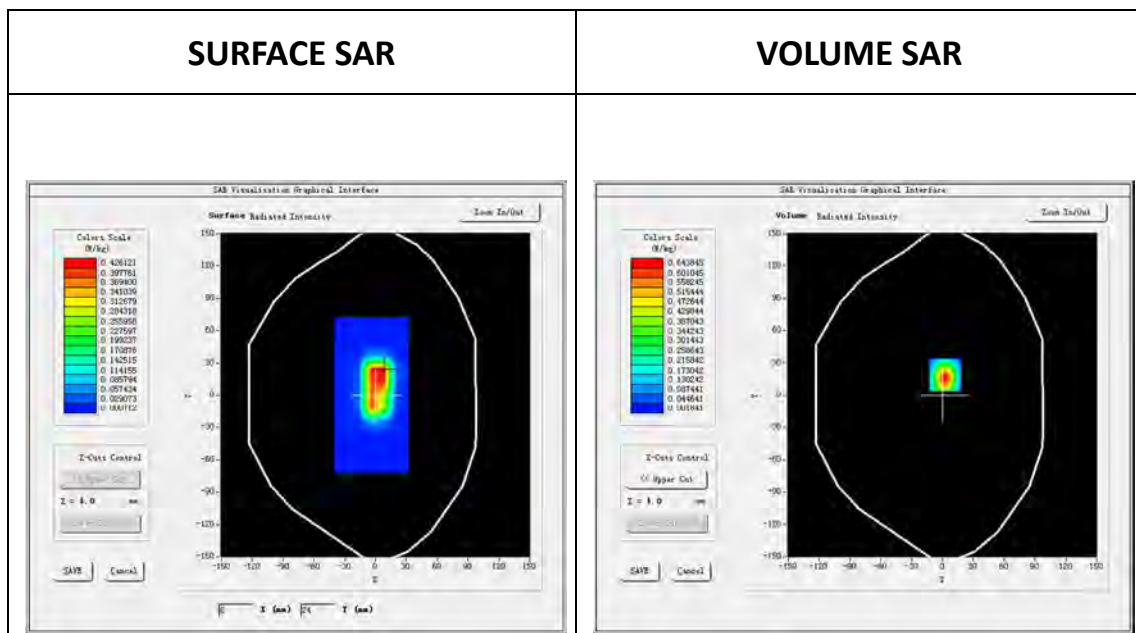 SURFACE SAR
VOLUME SAR
SAR Visualisation Graphical Interface
Surface Radiated Intensity
Zoom In/Out
Colors Scale
(W/kg)
0.426121
0.397761
0.369400
0.341039
0.312679
0.284318
0.255958
0.227597
0.199237
0.170876
0.142515
0.114155
0.085794
0.057434
0.029073
0.000712
150
120
90
60
30
0
-30
-60
-90
-120
-150
-150 -120 -90 -60 -30 0 30 60 90 120 150
Z-Cuts Control
<< Upper Cut
Z = 4.0 mm
SAVE Cancel
X (mm) 24 Y (mm)
SAR Visualisation Graphical Interface
Volume Radiated Intensity
Zoom In/Out
Colors Scale
(W/kg)
0.643845
0.601045
0.558245
0.515444
0.472644
0.429844
0.387043
0.344243
0.301443
0.258643
0.215842
0.173042
0.130242
0.087441
0.044641
0.001841
150
120
90
60
30
0
-30
-60
-90
-120
-150
-150 -120 -90 -60 -30 0 30 60 90 120 150
Z-Cuts Control
<< Upper Cut
Z = 4.0 mm
SAVE Cancel